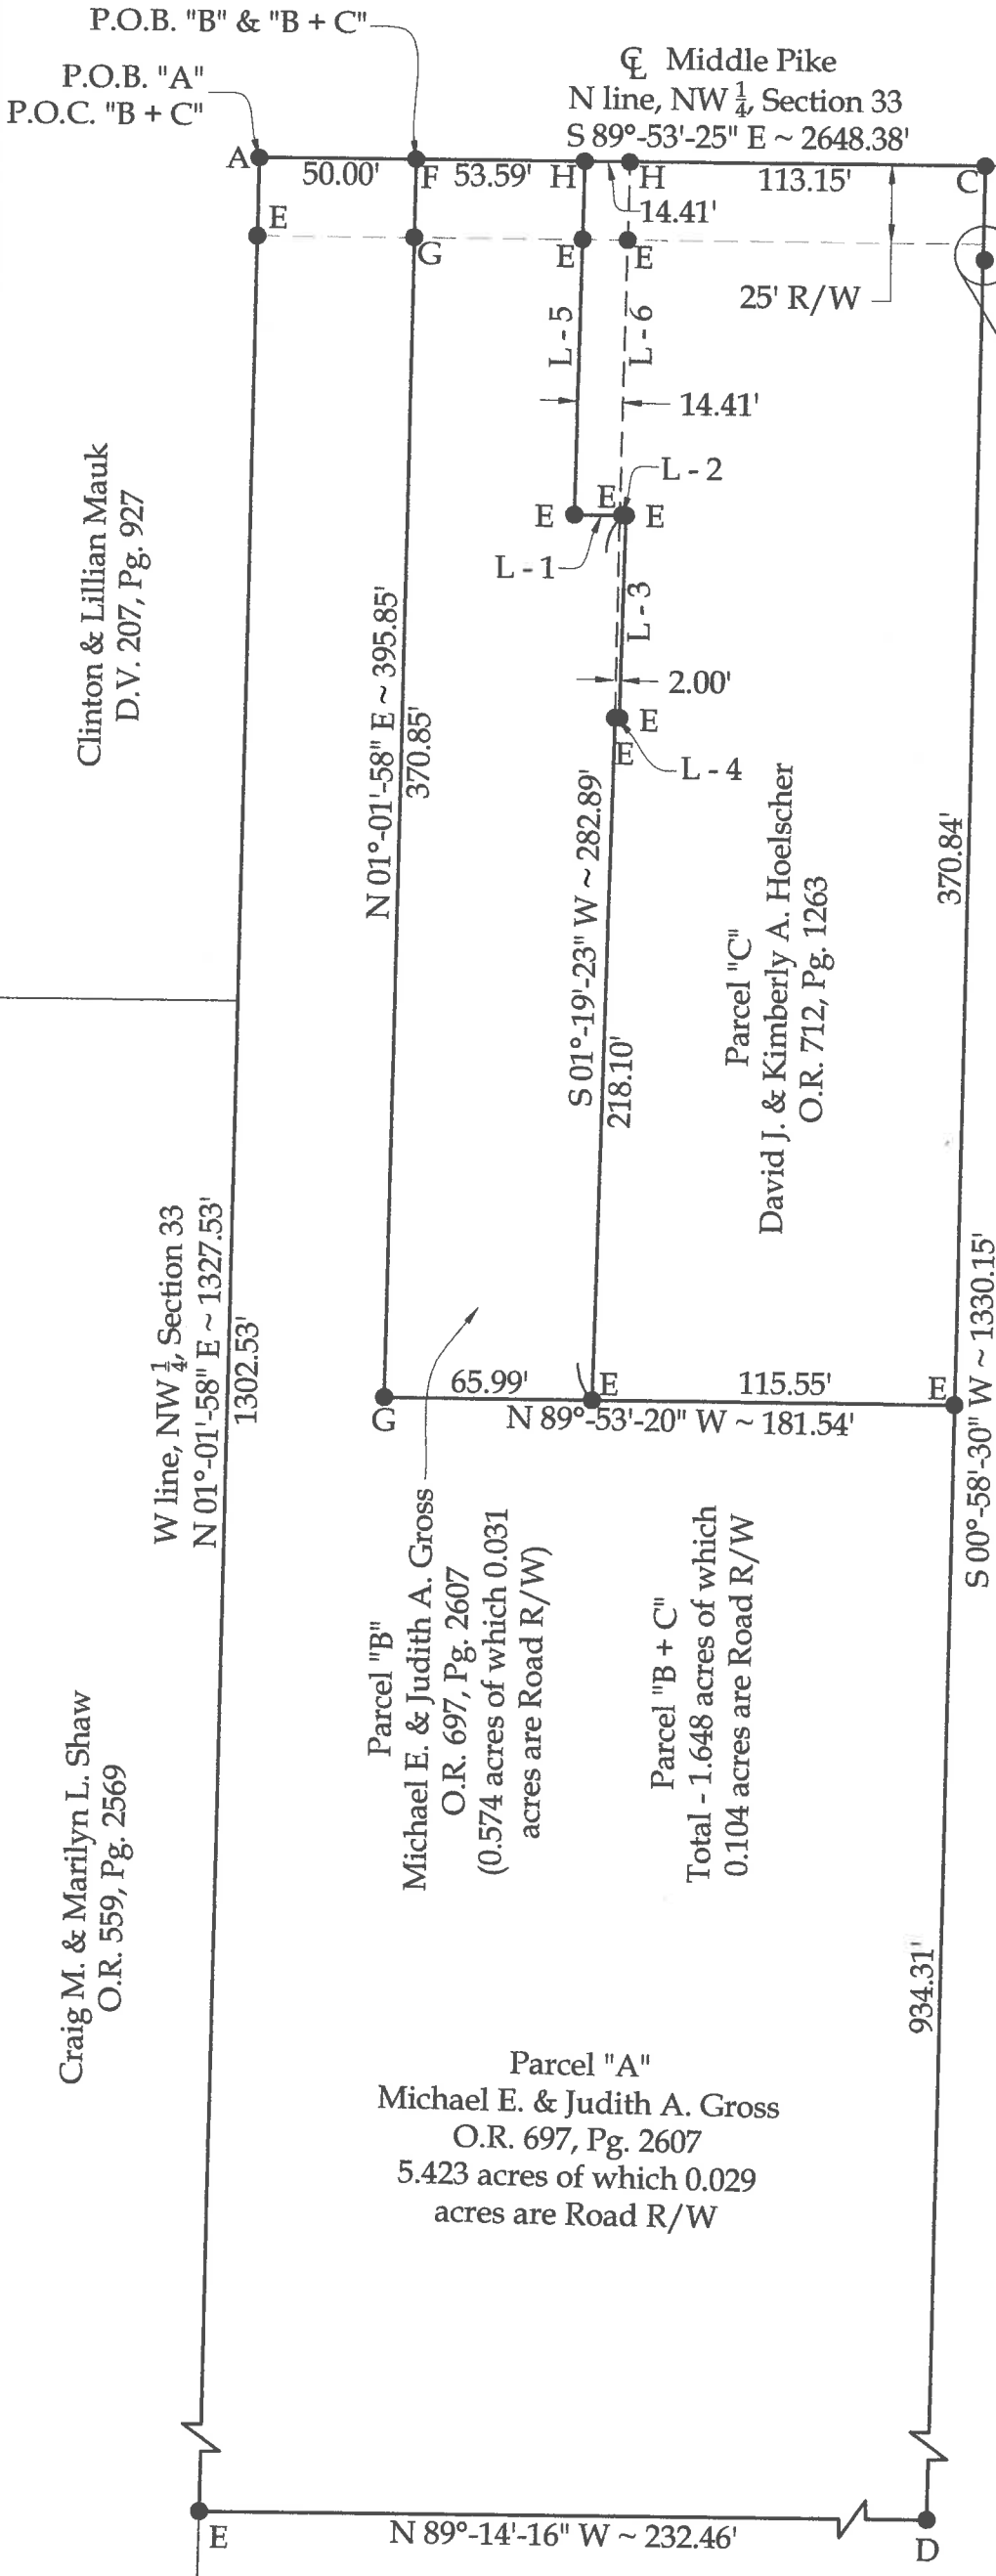 P.O.B. "B" & "B + C"
P.O.B. "A"
P.O.C. "B + C"
℄ Middle Pike
N line, NW 1/4, Section 33
S 89°-53'-25" E ~ 2648.38'
A
50.00'
F
53.59'
H
H
113.15'
C
14.41'
E
G
E
E
25' R/W
L - 5
L - 6
14.41'
L - 2
E
E
E
L - 1
L - 3
2.00'
E
E
L - 4
Clinton & Lillian Mauk
D.V. 207, Pg. 927
N 01°-01'-58" E ~ 395.85'
370.85'
S 01°-19'-23" W ~ 282.89'
218.10'
Parcel "C"
David J. & Kimberly A. Hoelscher
O.R. 712, Pg. 1263
370.84'
W line, NW 1/4, Section 33
N 01°-01'-58" E ~ 1327.53'
1302.53'
65.99'
E
115.55'
E
G
N 89°-53'-20" W ~ 181.54'
S 00°-58'-30" W ~ 1330.15'
Parcel "B"
Michael E. & Judith A. Gross
O.R. 697, Pg. 2607
(0.574 acres of which 0.031
acres are Road R/W)
Parcel "B + C"
Total - 1.648 acres of which
0.104 acres are Road R/W
Craig M. & Marilyn L. Shaw
O.R. 559, Pg. 2569
934.31'
Parcel "A"
Michael E. & Judith A. Gross
O.R. 697, Pg. 2607
5.423 acres of which 0.029
acres are Road R/W
E
N 89°-14'-16" W ~ 232.46'
D